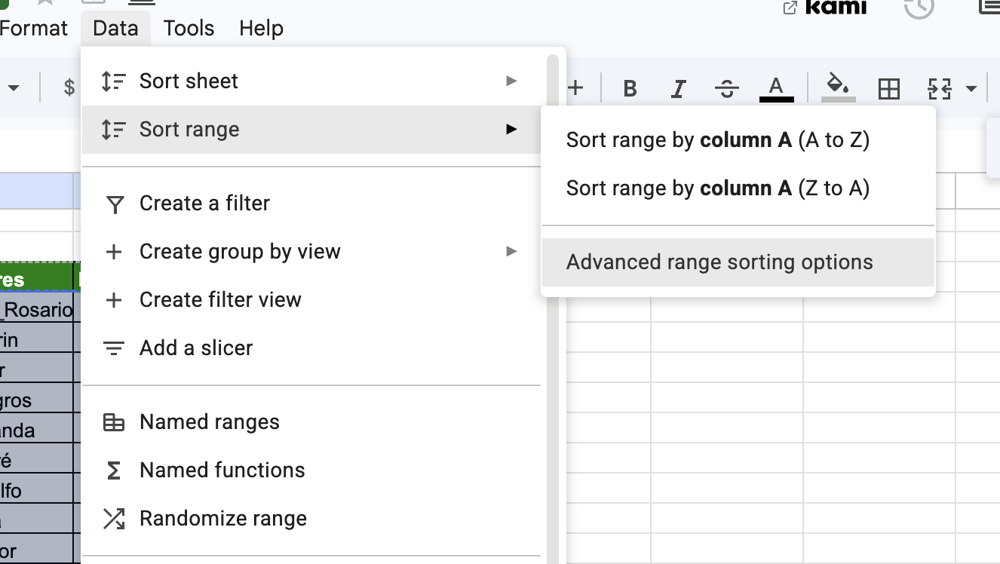 kami
Format Data Tools Help
$ B I S A
Sort sheet
Sort range
Create a filter
Create group by view
Create filter view
Add a slicer
Named ranges
Named functions
Randomize range
Sort range by column A (A to Z)
Sort range by column A (Z to A)
Advanced range sorting options
res
_Rosario
rin
r
gros
anda
é
lfo
a
or